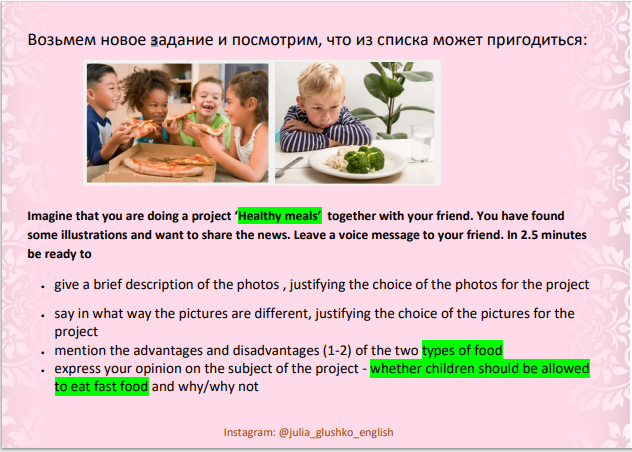 Возьмем новое задание и посмотрим, что из списка может пригодиться:
Imagine that you are doing a project ‘Healthy meals’ together with your friend. You have found
some illustrations and want to share the news. Leave a voice message to your friend. In 2.5 minutes
be ready to
• give a brief description of the photos , justifying the choice of the photos for the project
• say in what way the pictures are different, justifying the choice of the pictures for the
project
• mention the advantages and disadvantages (1-2) of the two types of food
• express your opinion on the subject of the project - whether children should be allowed
to eat fast food and why/why not
Instagram: @julia_glushko_english